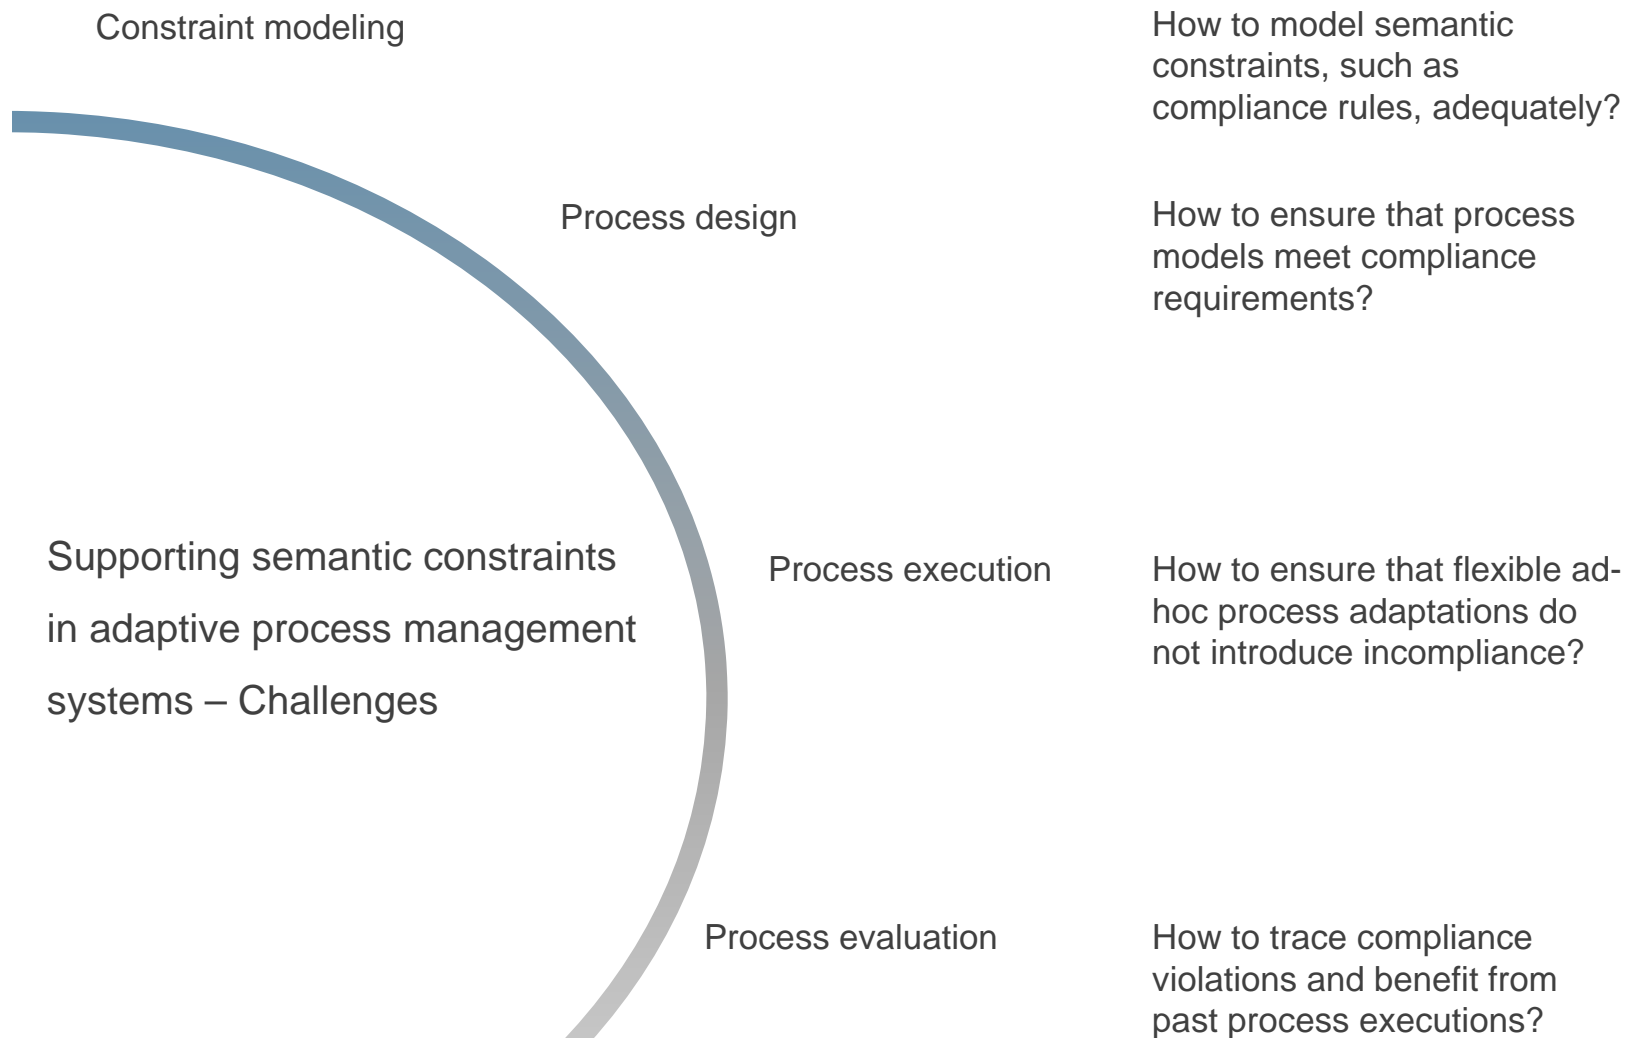 Constraint modeling
How to model semantic
constraints, such as
compliance rules, adequately?
Process design
How to ensure that process
models meet compliance
requirements?
Supporting semantic constraints
in adaptive process management
systems – Challenges
Process execution
How to ensure that flexible ad-
hoc process adaptations do
not introduce incompliance?
Process evaluation
How to trace compliance
violations and benefit from
past process executions?